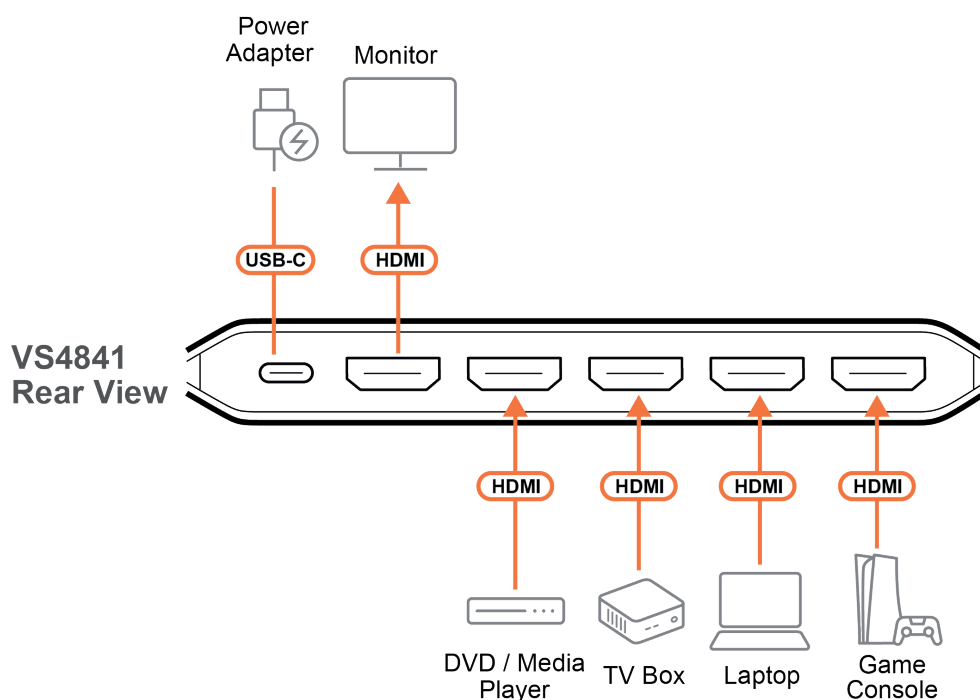 Power
Adapter
Monitor
USB-C
HDMI
VS4841
Rear View
HDMI
HDMI
HDMI
HDMI
DVD / Media
Player
TV Box
Laptop
Game
Console